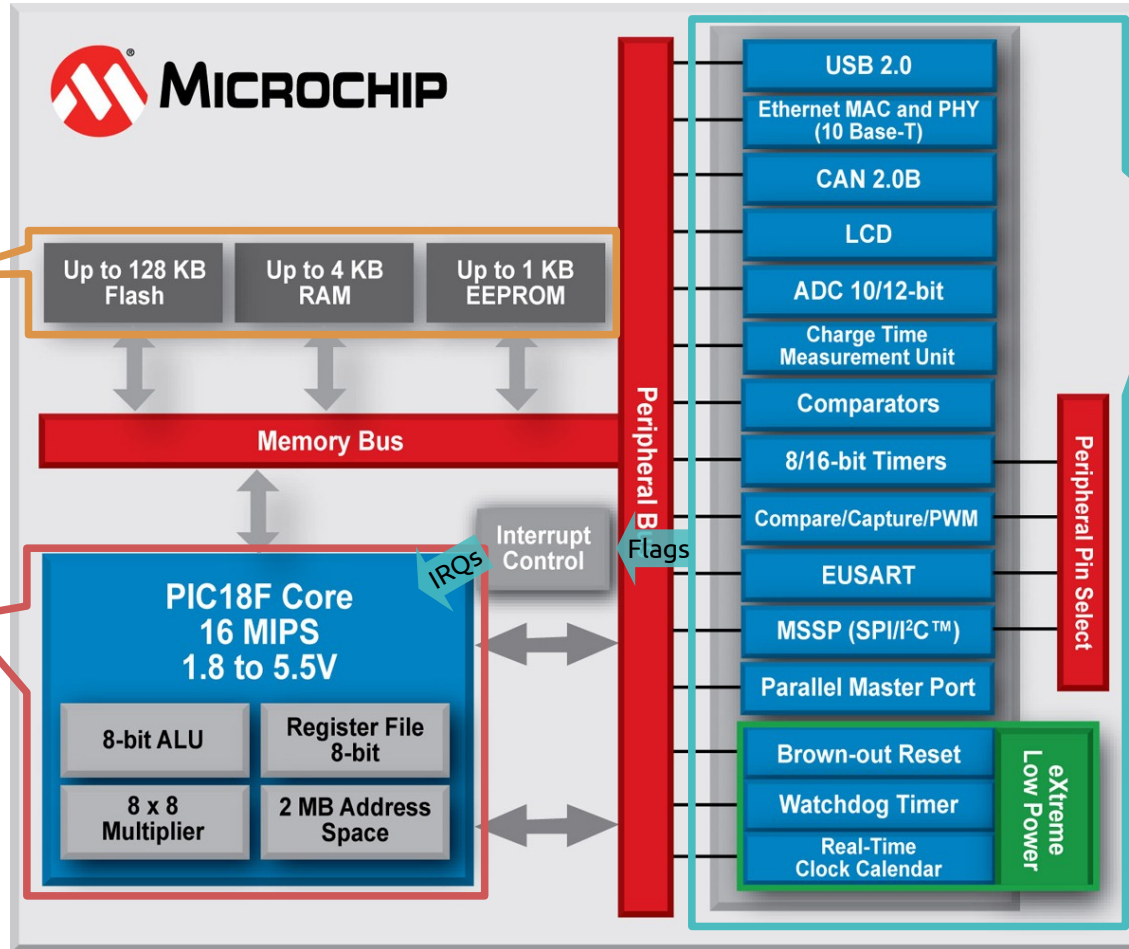 MICROCHIP
®
Up to 128 KB
Flash
Up to 4 KB
RAM
Up to 1 KB
EEPROM
Memory Bus
Interrupt
Control
IRQs
Flags
PIC18F Core
16 MIPS
1.8 to 5.5V
8-bit ALU
Register File
8-bit
8 x 8
Multiplier
2 MB Address
Space
Peripheral
USB 2.0
Ethernet MAC and PHY
(10 Base-T)
CAN 2.0B
LCD
ADC 10/12-bit
Charge Time
Measurement Unit
Comparators
8/16-bit Timers
Compare/Capture/PWM
EUSART
MSSP (SPI/I²C™)
Parallel Master Port
Brown-out Reset
Watchdog Timer
Real-Time
Clock Calendar
eXtreme
Low Power
Peripheral Pin Select